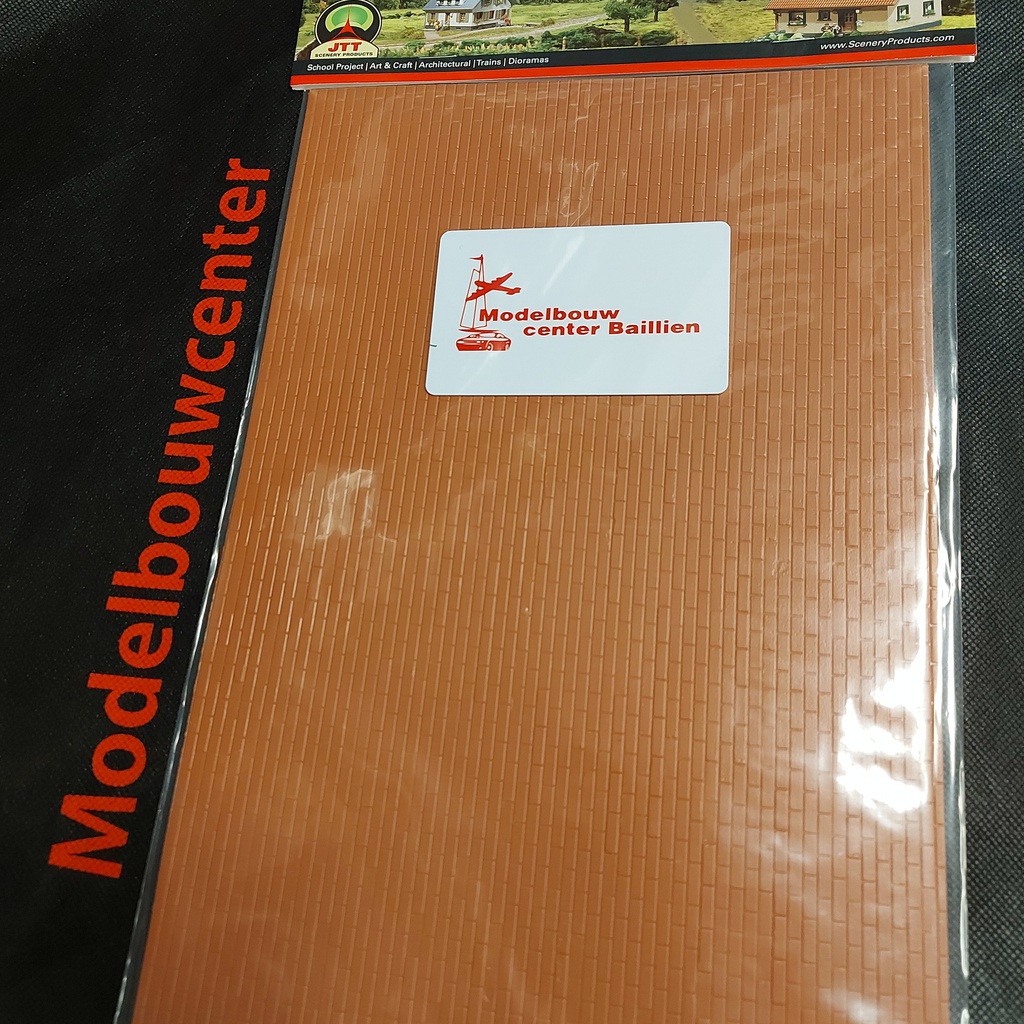 JTT
SCENERY PRODUCTS
www.SceneryProducts.com
School Project | Art & Craft | Architectural | Trains | Dioramas
Modelbouw
center Baillien
Modelbouwcenter